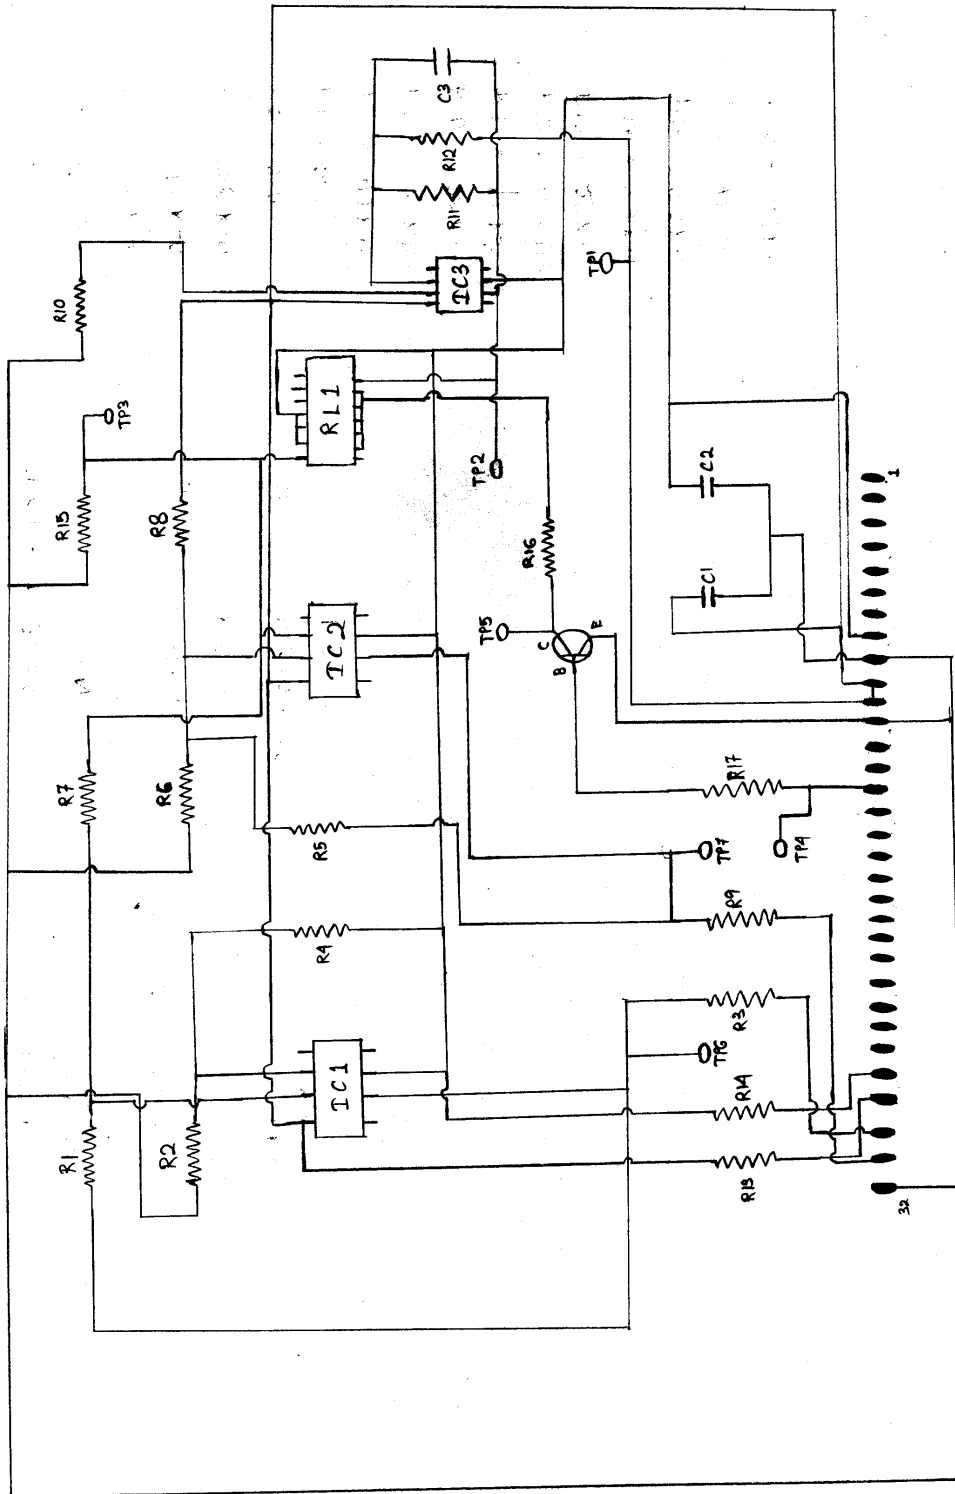 C3
R12
R11
IC3
R10
TP3
TP1
RL1
TP2
R15
R8
R16
C2
1
C1
TP5
C
E
B
IC2
R7
R6
R17
TP4
R5
TP7
R9
R4
R3
TP6
IC1
R14
R1
R2
R13
32